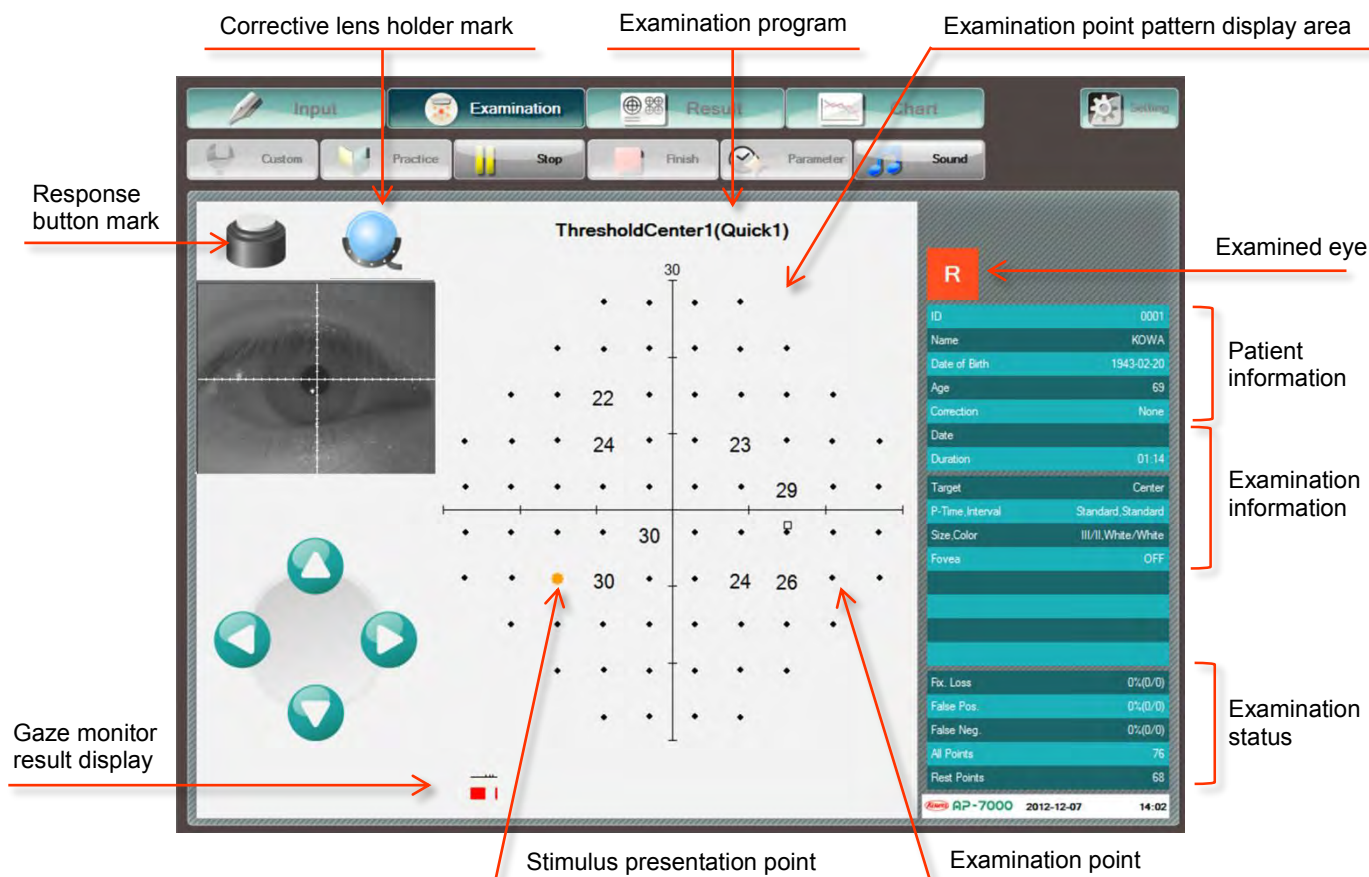 Corrective lens holder mark
Examination program
Examination point pattern display area
Input
Examination
Result
Chart
Setting
Custom
Practice
Stop
Finish
Parameter
Sound
Response
button mark
ThresholdCenter1(Quick1)
30
R
Examined eye
ID 0001
Name KOWA
Date of Birth 1943-02-20
Age 69
Correction None
Patient
information
Date
Duration 01:14
Target Center
P-Time,Interval Standard,Standard
Size,Color III/II,White/White
Fovea OFF
Examination
information
22
24 23
29
30
30 24 26
Fix. Loss 0%(0/0)
False Pos. 0%(0/0)
False Neg. 0%(0/0)
All Points 76
Rest Points 68
Examination
status
Gaze monitor
result display
Kowa AP-7000 2012-12-07 14:02
Stimulus presentation point
Examination point